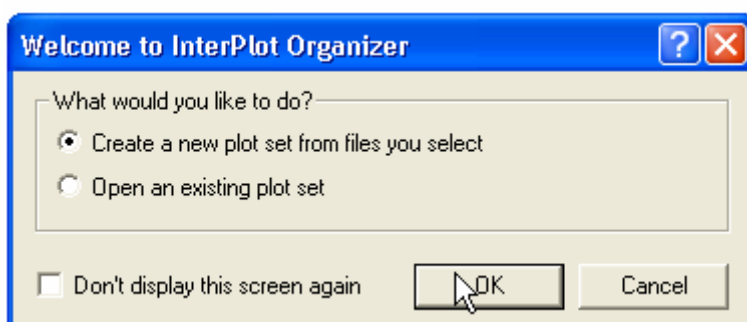 Welcome to InterPlot Organizer
What would you like to do?
Create a new plot set from files you select
Open an existing plot set
Don't display this screen again
OK
Cancel